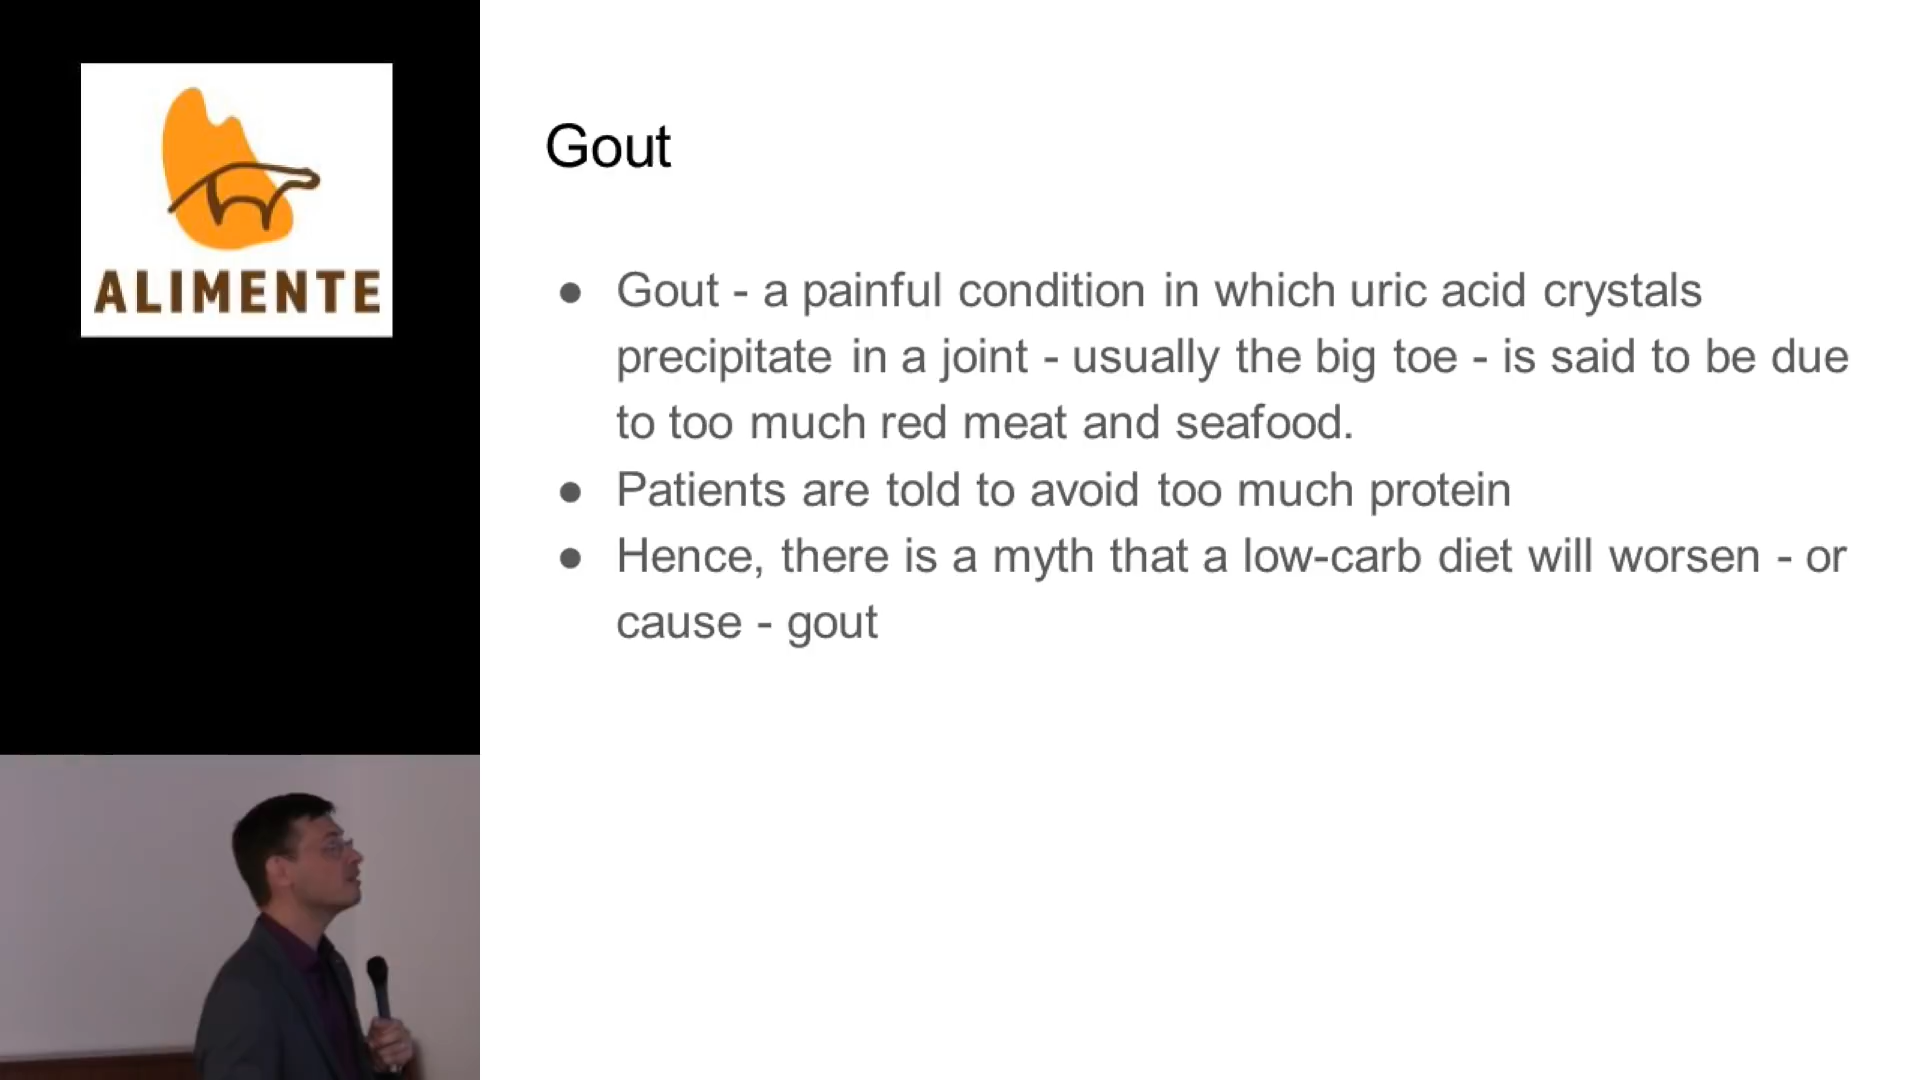 ALIMENTE
Gout
● Gout - a painful condition in which uric acid crystals
precipitate in a joint - usually the big toe - is said to be due
to too much red meat and seafood.
● Patients are told to avoid too much protein
● Hence, there is a myth that a low-carb diet will worsen - or
cause - gout